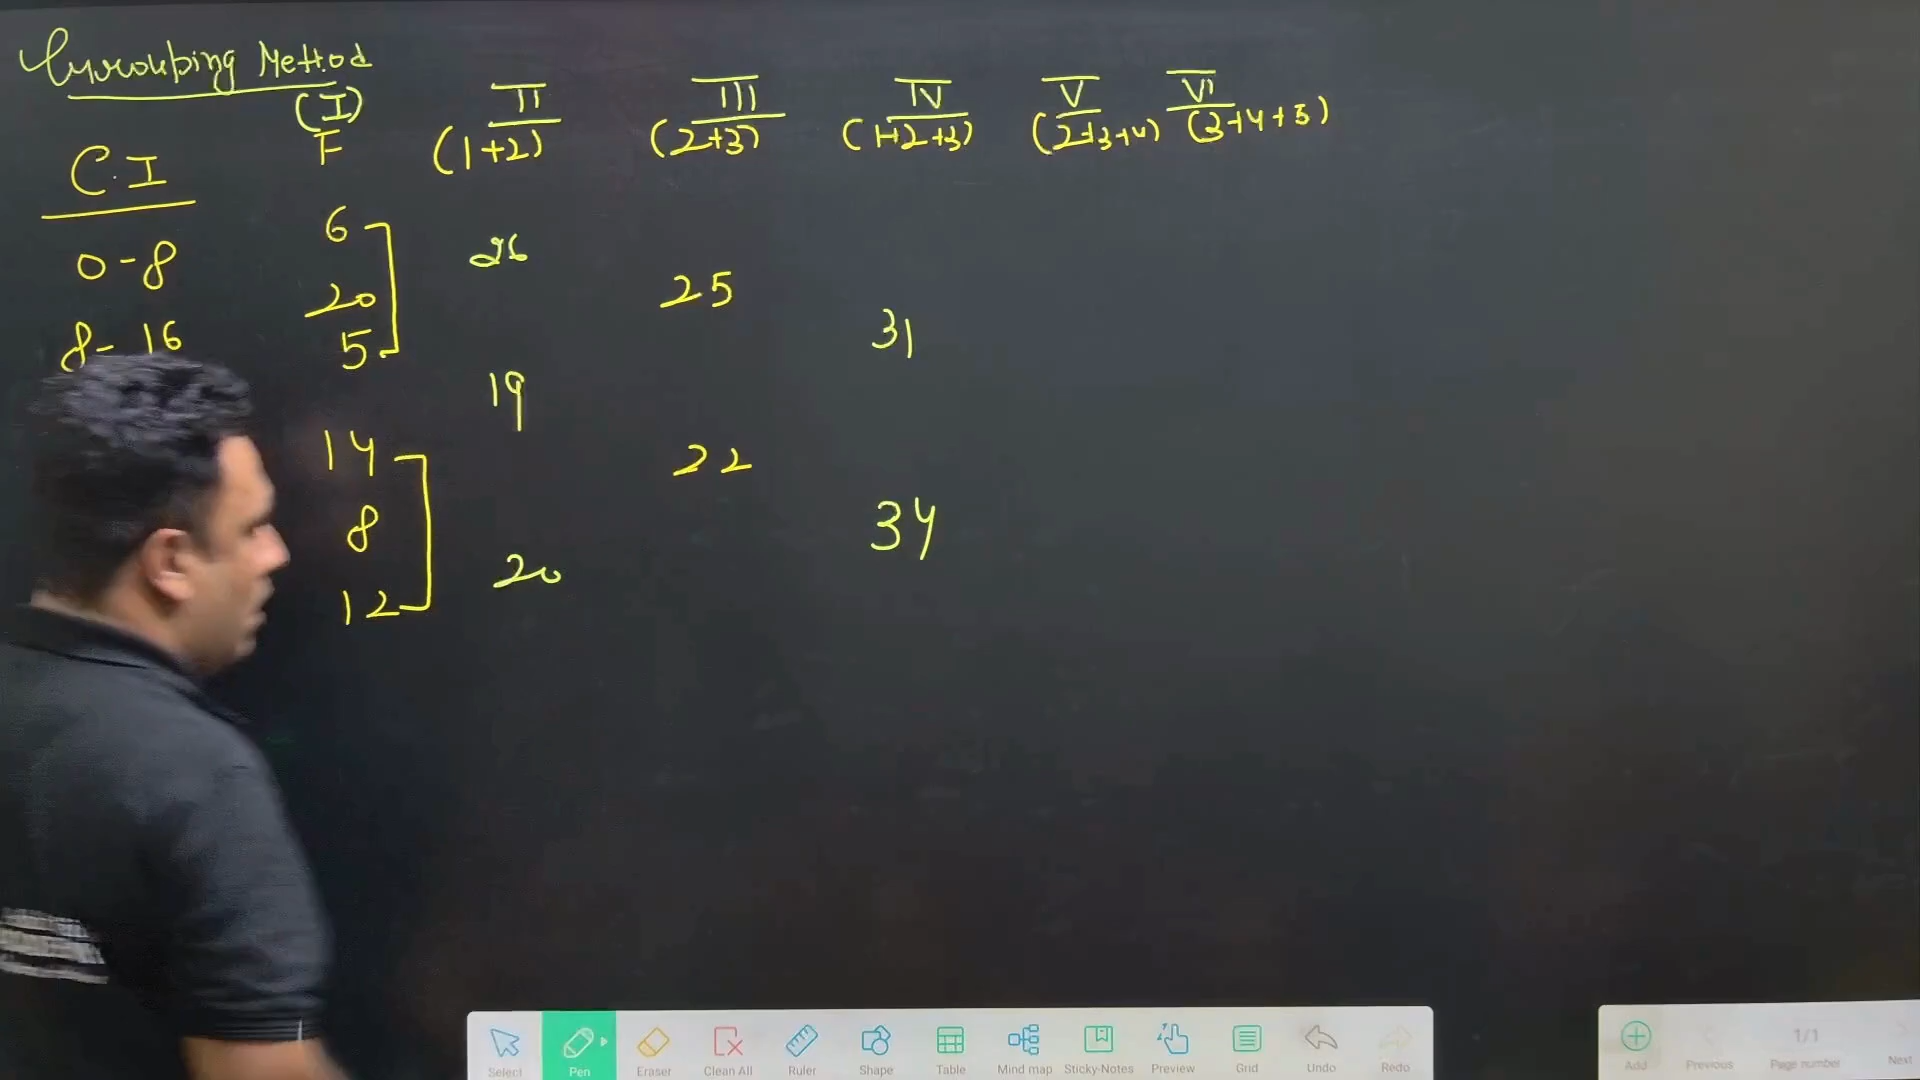 Grouping Method
(I) II III IV V VI
C.I F (1+2) (2+3) (1+2+3) (2+3+4) (3+4+5)
0-8 6 26
20 25
8-16 5 31
19
14 22
8 34
12 20
Select Pen Eraser Clean All Ruler Shape Table Mind map Sticky-Notes Preview Grid Undo Redo
Add Previous 1/1 Page number Next